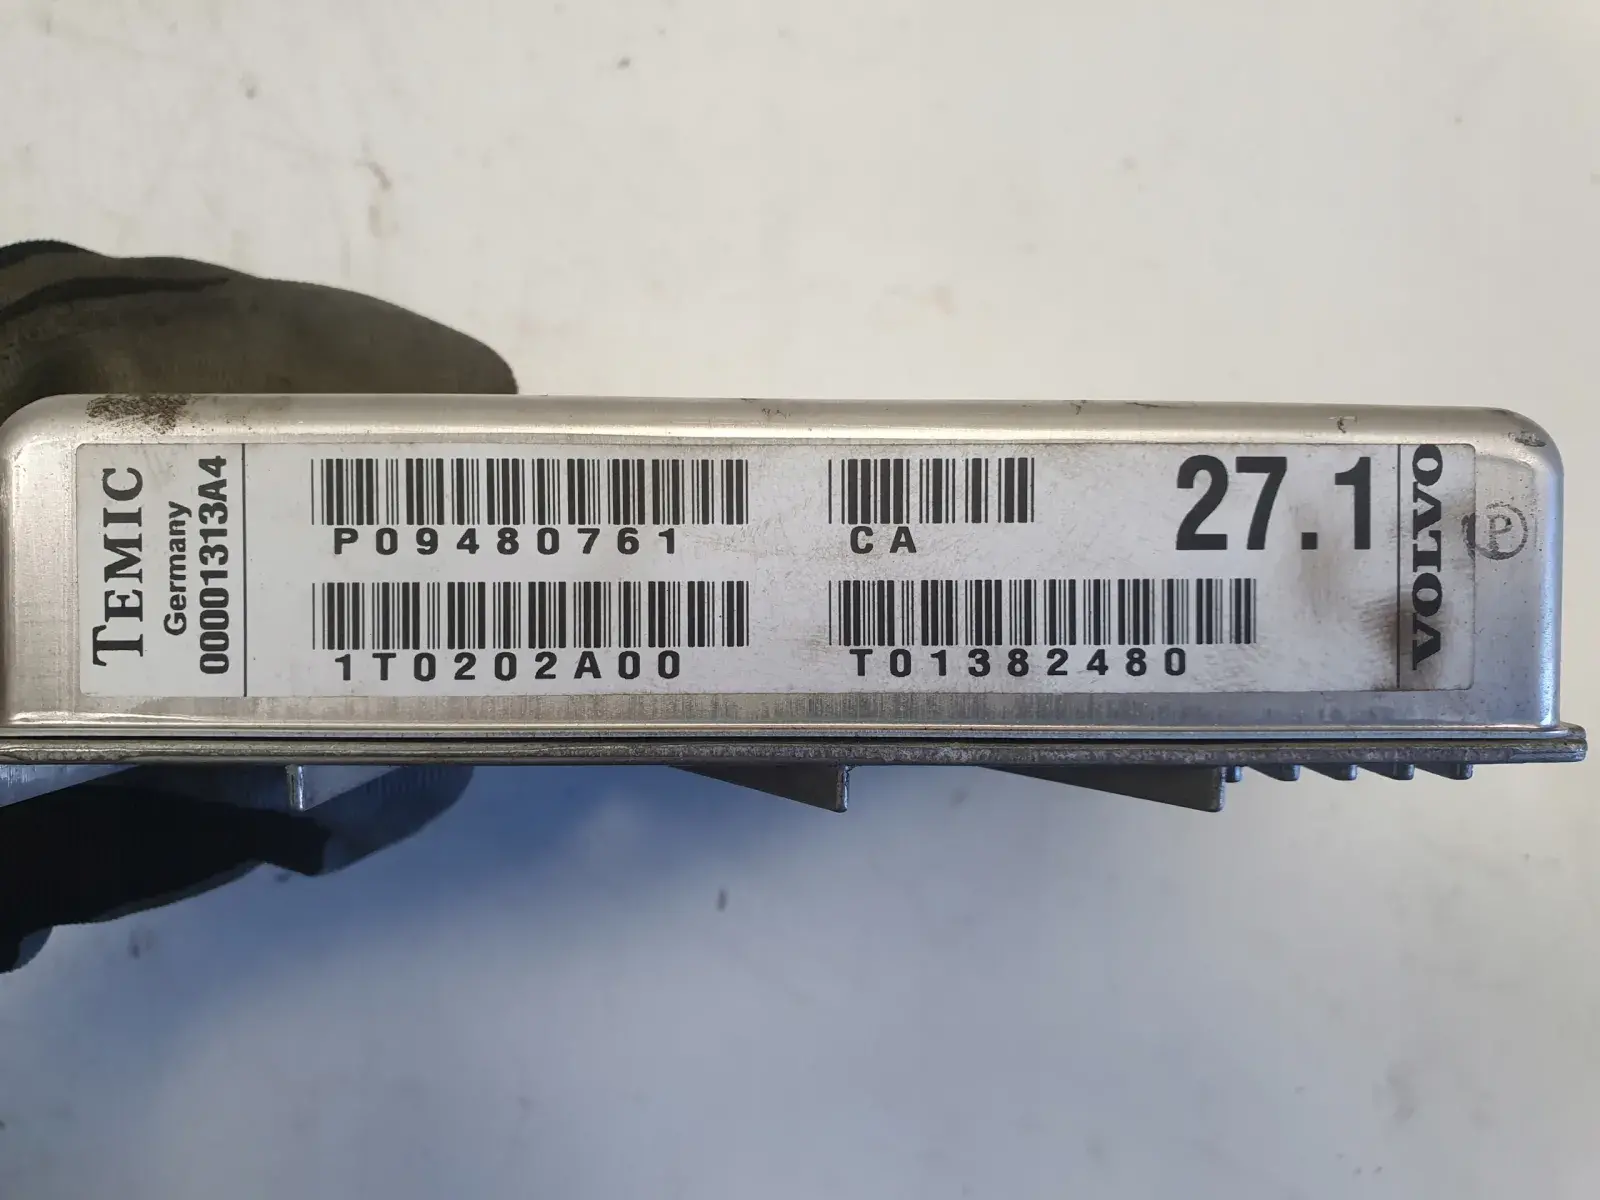 TEMIC
Germany
00001313A4
P09480761
CA
27.1
1T0202A00
T01382480
VOLVO
P